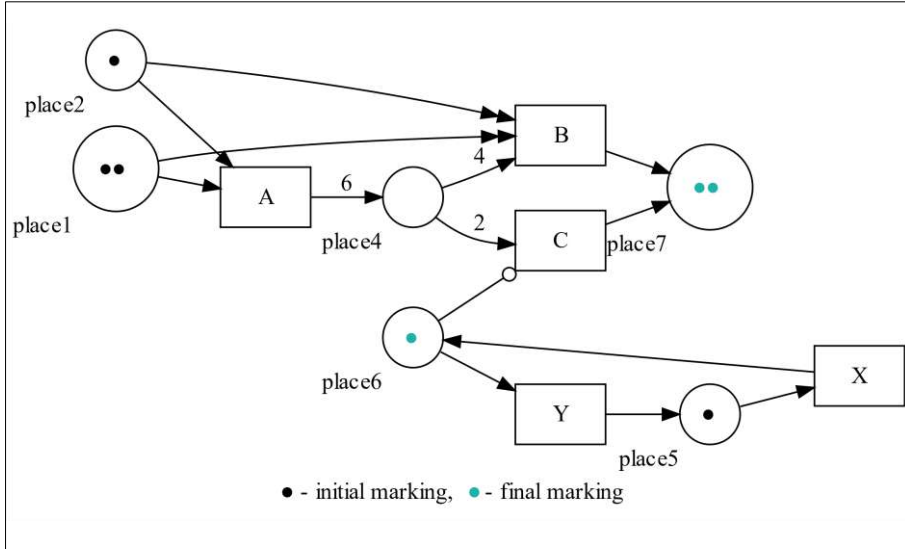 place2
B
4
6
A
place1
place4
2
C
place7
place6
X
Y
place5
- initial marking, - final marking